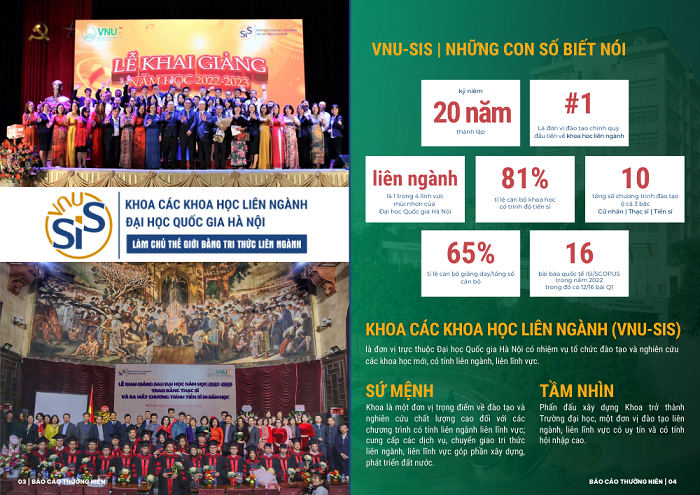 VNU
SIS
LỄ KHAI GIẢNG
NĂM HỌC 2022-2023
VNU
SIS
KHOA CÁC KHOA HỌC LIÊN NGÀNH
ĐẠI HỌC QUỐC GIA HÀ NỘI
LÀM CHỦ THẾ GIỚI BẰNG TRI THỨC LIÊN NGÀNH
LỄ KHAI GIẢNG SAU ĐẠI HỌC NĂM HỌC 2022-2023
TRAO BẰNG THẠC SĨ
VÀ RA MẮT CHƯƠNG TRÌNH TIẾN SĨ DI SẢN HỌC
03 | BÁO CÁO THƯỜNG NIÊN
VNU-SIS | NHỮNG CON SỐ BIẾT NÓI
kỷ niệm
20 năm
thành lập
#1
Là đơn vị đào tạo chính quy
đầu tiên về khoa học liên ngành
liên ngành
là 1 trong 4 lĩnh vực
mũi nhọn của
Đại học Quốc gia Hà Nội
81%
tỉ lệ cán bộ khoa học
có trình độ tiến sĩ
10
tổng số chương trình đào tạo
ở cả 3 bậc
Cử nhân | Thạc sĩ | Tiến sĩ
65%
tỉ lệ cán bộ giảng dạy/tổng số
cán bộ
16
bài báo quốc tế ISI/SCOPUS
trong năm 2022
trong đó có 12/16 bài Q1
KHOA CÁC KHOA HỌC LIÊN NGÀNH (VNU-SIS)
là đơn vị trực thuộc Đại học Quốc gia Hà Nội có nhiệm vụ tổ chức đào tạo và nghiên cứu
các khoa học mới, có tính liên ngành, liên lĩnh vực.
SỨ MỆNH
Khoa là một đơn vị trọng điểm về đào tạo và
nghiên cứu chất lượng cao đối với các
chương trình có tính liên ngành liên lĩnh vực;
cung cấp các dịch vụ, chuyển giao tri thức
liên ngành, liên lĩnh vực góp phần xây dựng,
phát triển đất nước.
TẦM NHÌN
Phấn đấu xây dựng Khoa trở thành
Trường đại học, một đơn vị đào tạo liên
ngành, liên lĩnh vực có uy tín và có tính
hội nhập cao.
BÁO CÁO THƯỜNG NIÊN | 04